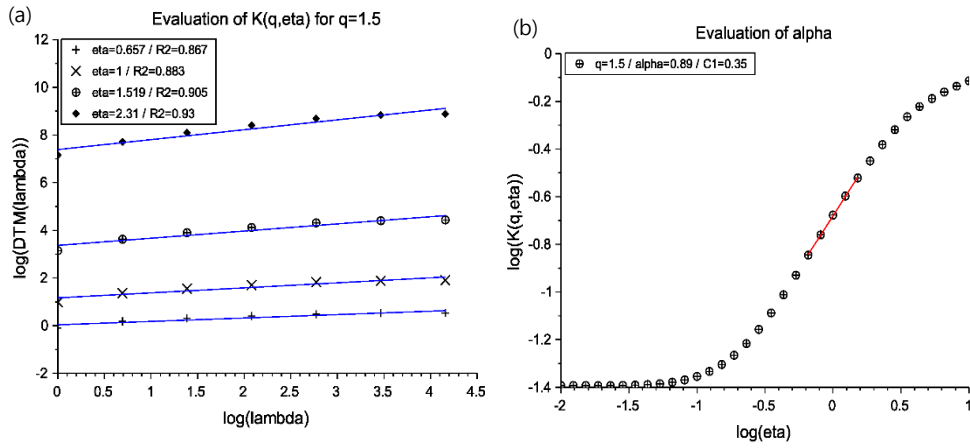 (a)
Evaluation of K(q,eta) for q=1.5
12
10
8
6
4
2
0
-2
log(DTM(lambda))
eta=0.657 / R2=0.867
eta=1 / R2=0.883
eta=1.519 / R2=0.905
eta=2.31 / R2=0.93
0 0.5 1 1.5 2 2.5 3 3.5 4 4.5
log(lambda)
(b)
Evaluation of alpha
0
-0.2
-0.4
-0.6
-0.8
-1
-1.2
-1.4
log(K(q,eta))
q=1.5 / alpha=0.89 / C1=0.35
-2 -1.5 -1 -0.5 0 0.5 1
log(eta)